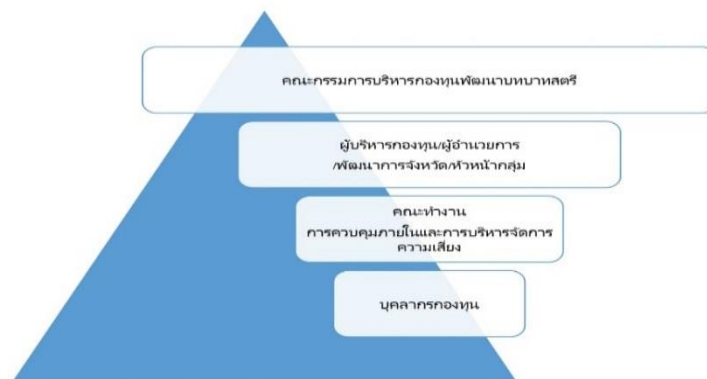 คณะกรรมการบริหารกองทุนพัฒนาบทบาทสตรี
ผู้บริหารกองทุน/ผู้อำนวยการ
/พัฒนาการจังหวัด/หัวหน้ากลุ่ม
คณะทำงาน
การควบคุมภายในและการบริหารจัดการ
ความเสี่ยง
บุคลากรกองทุน